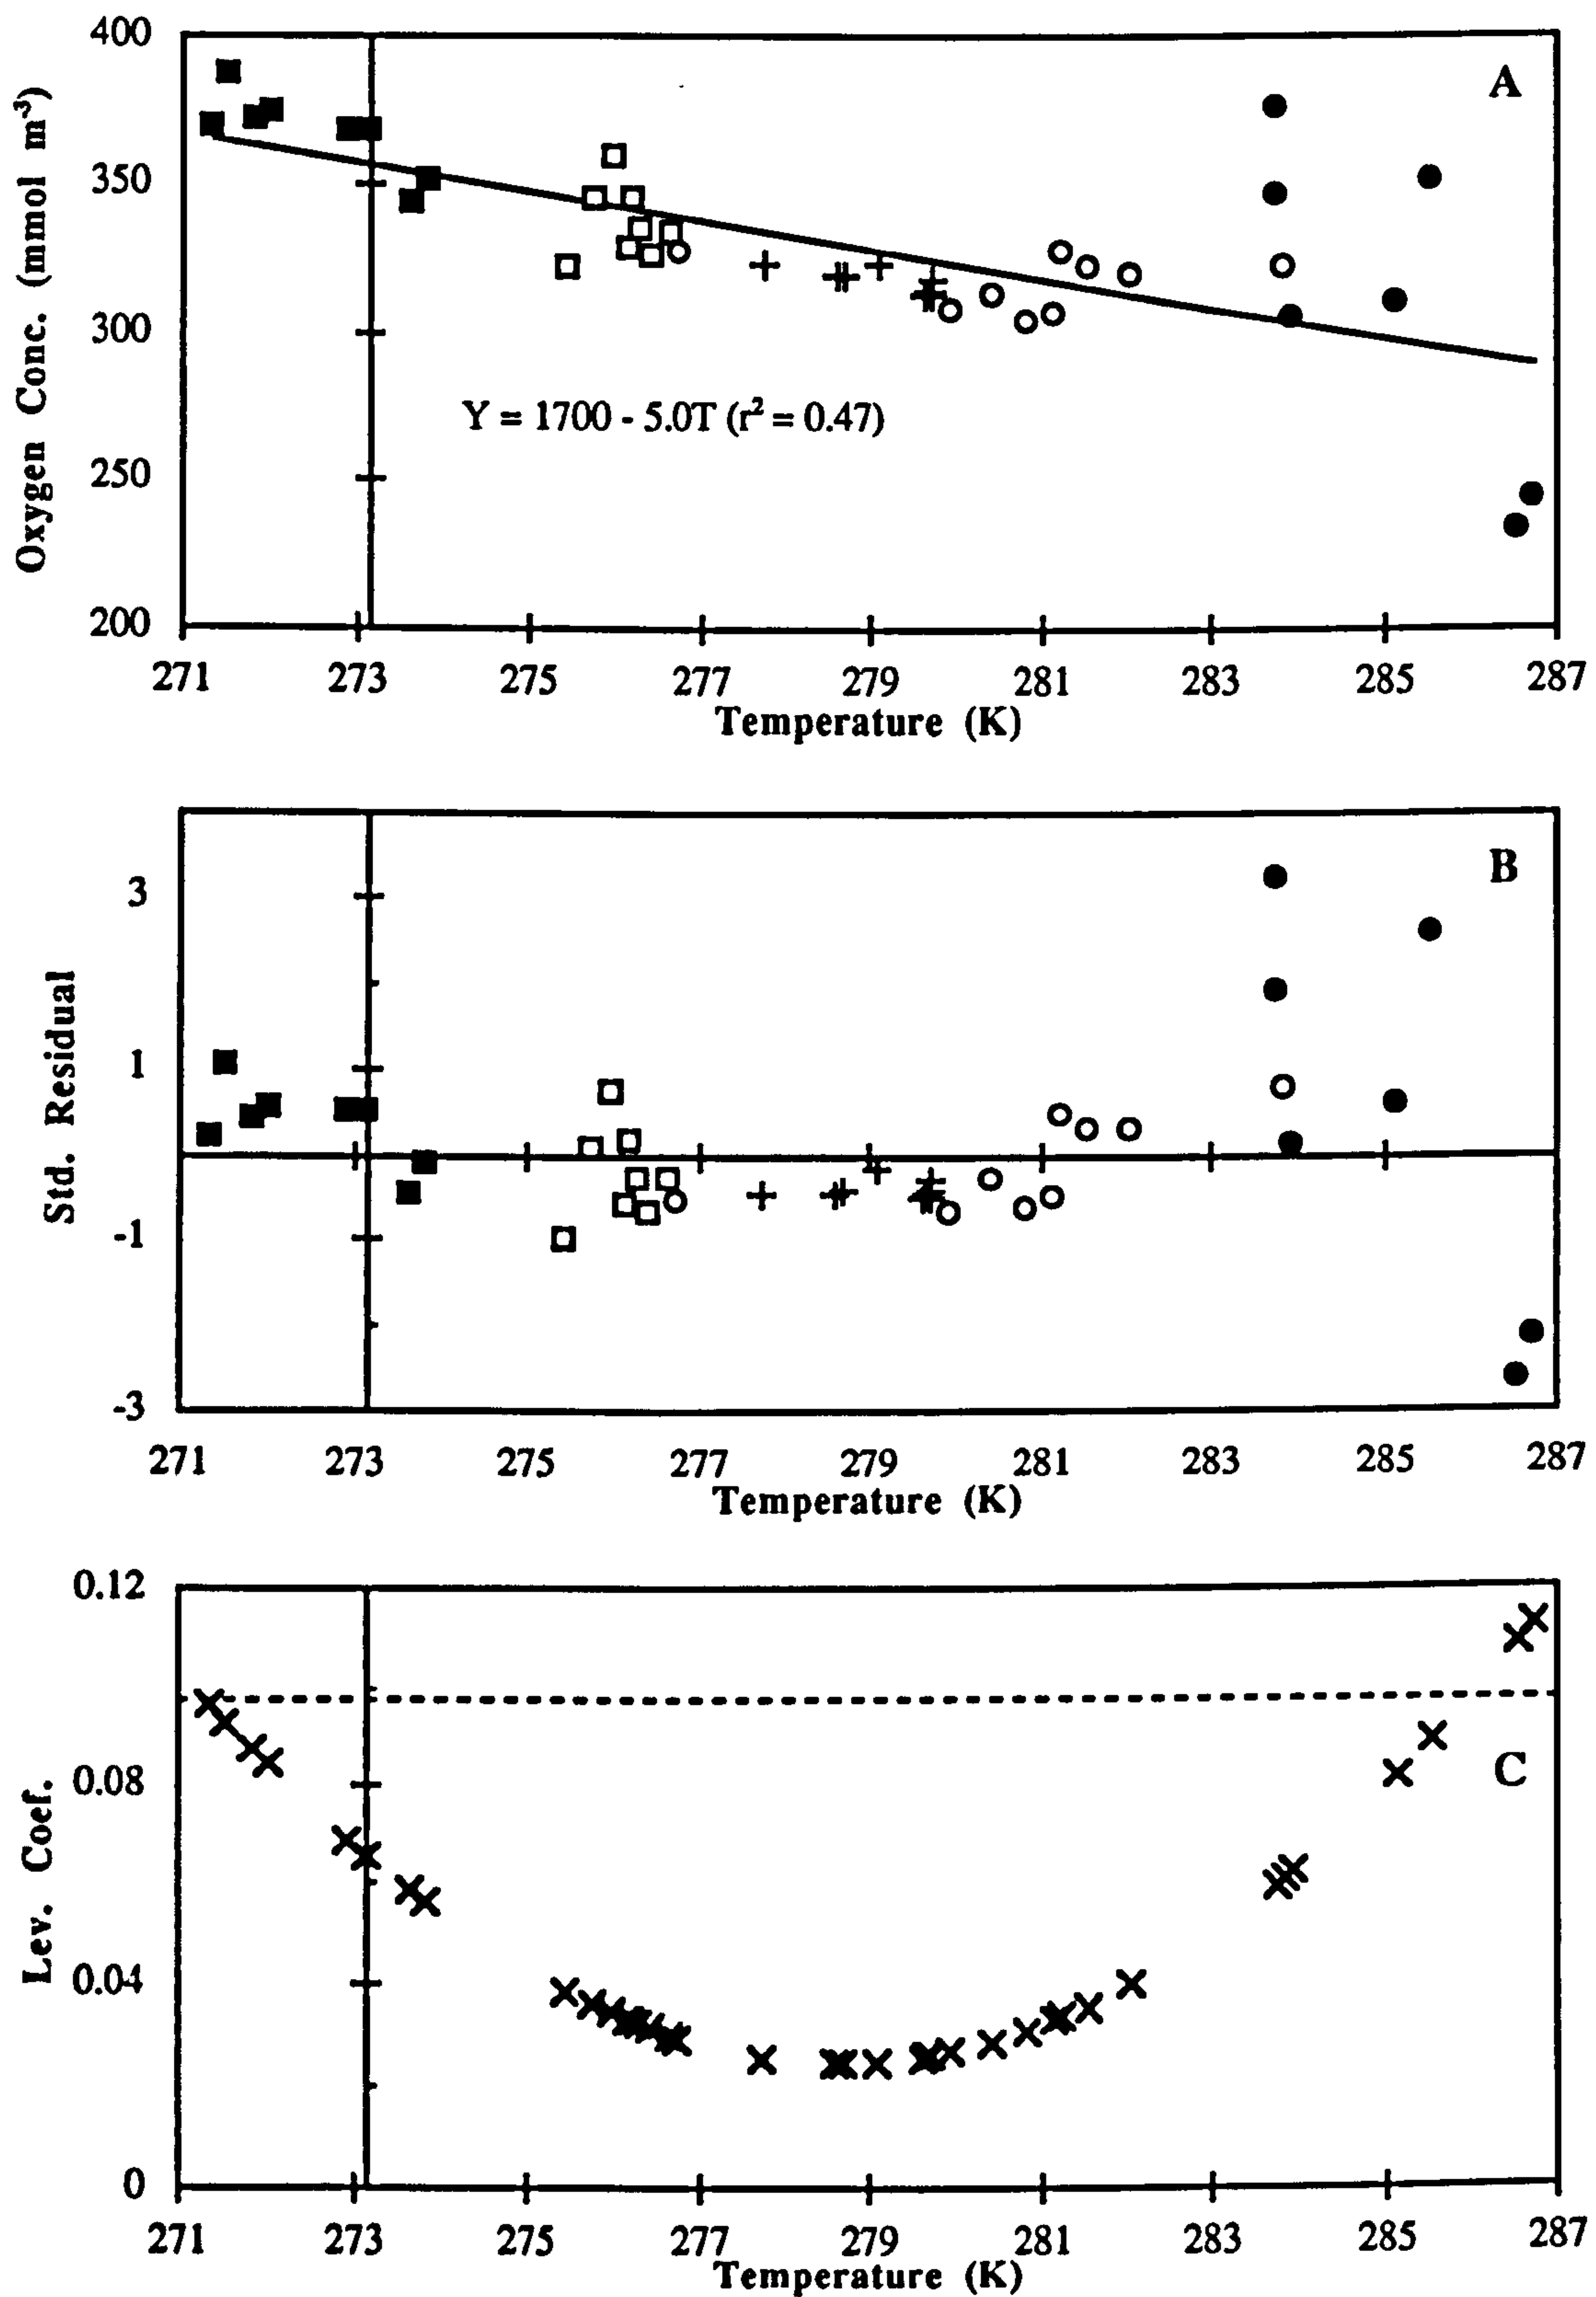 400
A
350
300
Y = 1700 - 5.0T (r² = 0.47)
250
200
Oxygen Conc. (mmol m⁻³)
271 273 275 277 279 281 283 285 287
Temperature (K)
B
3
1
-1
-3
Std. Residual
271 273 275 277 279 281 283 285 287
Temperature (K)
0.12
0.08
C
0.04
0
Lev. Coef.
271 273 275 277 279 281 283 285 287
Temperature (K)